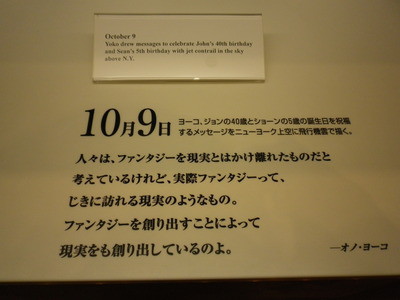 October 9
Yoko drew messages to celebrate John's 40th birthday
and Sean's 5th birthday with jet contrail in the sky
above N.Y.
10月9日
ヨーコ、ジョンの40歳とショーンの5歳の誕生日を祝福
するメッセージをニューヨーク上空に飛行機雲で描く。
人々は、ファンタジーを現実とはかけ離れたものだと
考えているけれど、実際ファンタジーって、
じきに訪れる現実のようなもの。
ファンタジーを創り出すことによって
現実をも創り出しているのよ。
―オノ・ヨーコ